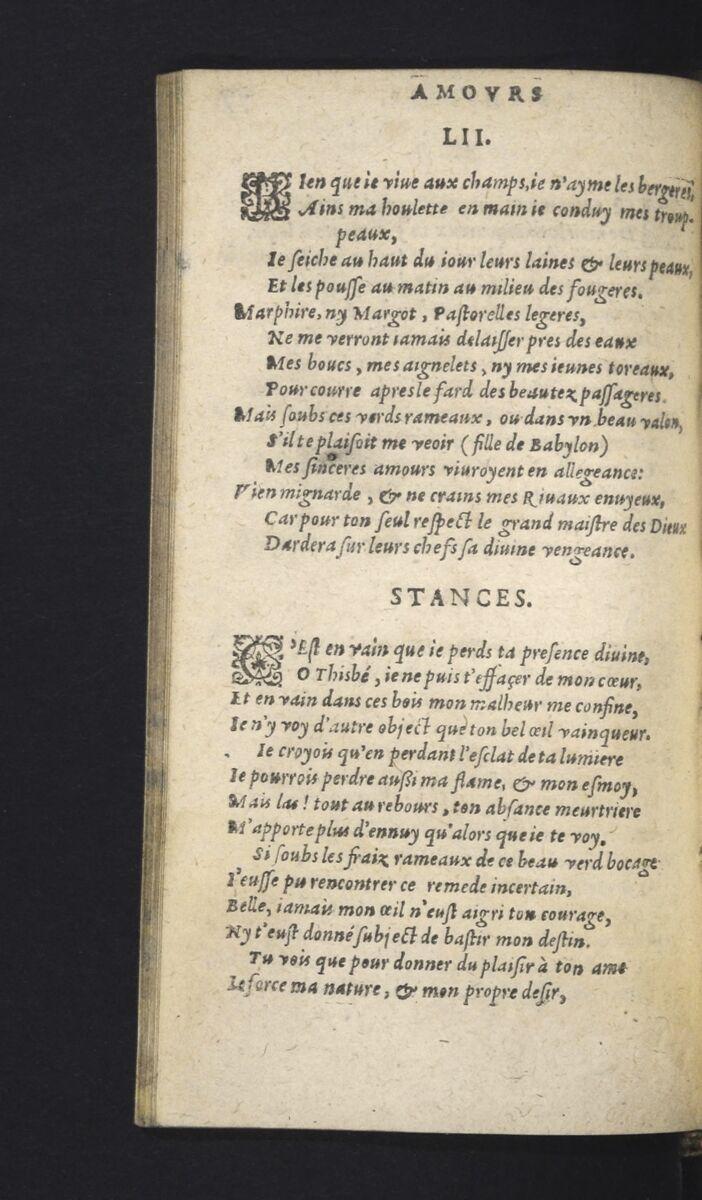 AMOVRS
LII.
BIen que ie viue aux champs, ie n'ayme les bergeres,
Ains ma houlette en main ie conduy mes troup-
peaux,
Ie ſeiche au haut du iour leurs laines & leurs peaux,
Et les pouſſe au matin au milieu des fougeres.
Marphire, ny Margot, Paſtorelles legeres,
Ne me verront iamais delaiſſer pres des eaux
Mes boucs, mes aignelets, ny mes ieunes toreaux,
Pour courre apres le fard des beautez paſſageres.
Mais ſoubs ces verds rameaux, ou dans vn beau valon,
S'il te plaiſoit me veoir (fille de Babylon)
Mes ſinceres amours viuroyent en allegeance:
Vien mignarde, & ne crains mes Riuaux enuyeux,
Car pour ton ſeul reſpect le grand maiſtre des Dieux
Dardera ſur leurs chefs ſa diuine vengeance.
STANCES.
C'Eſt en vain que ie perds ta preſence diuine,
O Thisbé, ie ne puis t'effaçer de mon cœur,
Et en vain dans ces bois mon malheur me confine,
Ie n'y voy d'autre object que ton bel œil vainqueur.
Ie croyois qu'en perdant l'eſclat de ta lumiere
Ie pourrois perdre auſsi ma flame, & mon eſmoy,
Mais las! tout au rebours, ton abſance meurtriere
M'apporte plus d'ennuy qu'alors que ie te voy.
Si ſoubs les fraiz rameaux de ce beau verd bocage
I'euſſe pu rencontrer ce remede incertain,
Belle, iamais mon œil n'euſt aigri ton courage,
Ny t'euſt donné ſubject de baſtir mon deſtin.
Tu vois que pour donner du plaiſir à ton ame
Ie force ma nature, & mon propre deſir,